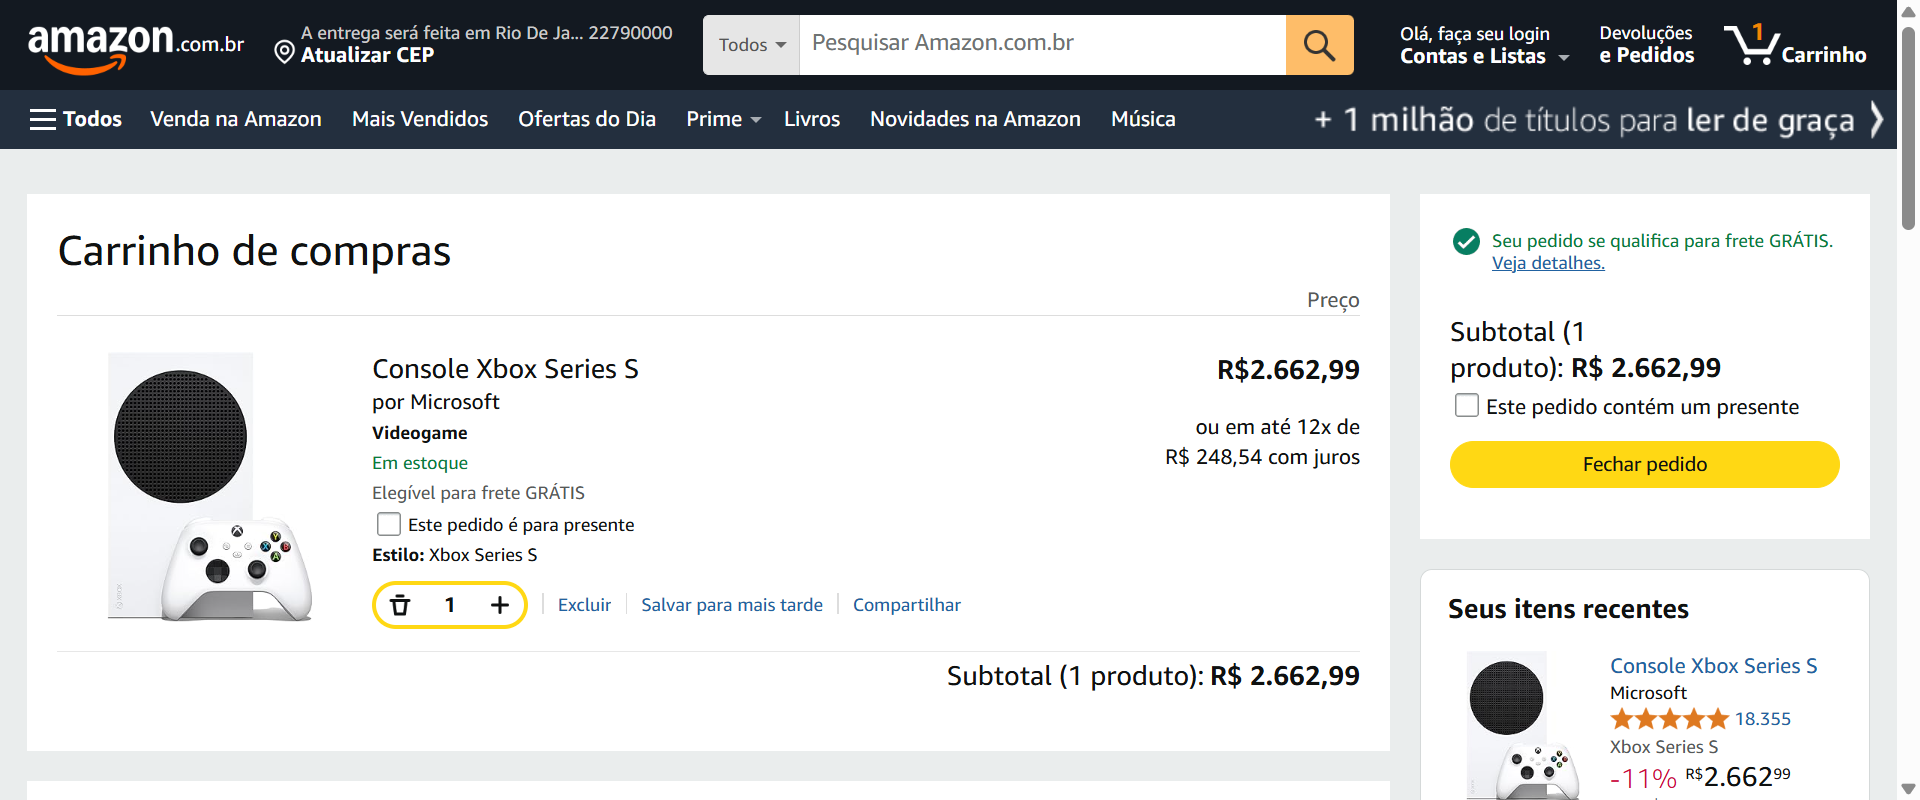 amazon.com.br
A entrega será feita em Rio De Ja... 22790000
Atualizar CEP
Todos
Pesquisar Amazon.com.br
Olá, faça seu login
Contas e Listas
Devoluções
e Pedidos
1
Carrinho
Todos
Venda na Amazon
Mais Vendidos
Ofertas do Dia
Prime
Livros
Novidades na Amazon
Música
+ 1 milhão de títulos para ler de graça
Carrinho de compras
Preço
Console Xbox Series S
R$2.662,99
por Microsoft
ou em até 12x de
R$ 248,54 com juros
Videogame
Em estoque
Elegível para frete GRÁTIS
Este pedido é para presente
Estilo: Xbox Series S
1
Excluir
Salvar para mais tarde
Compartilhar
Subtotal (1 produto): R$ 2.662,99
Seu pedido se qualifica para frete GRÁTIS.
Veja detalhes.
Subtotal (1
produto): R$ 2.662,99
Este pedido contém um presente
Fechar pedido
Seus itens recentes
Console Xbox Series S
Microsoft
18.355
Xbox Series S
-11% R$2.66299